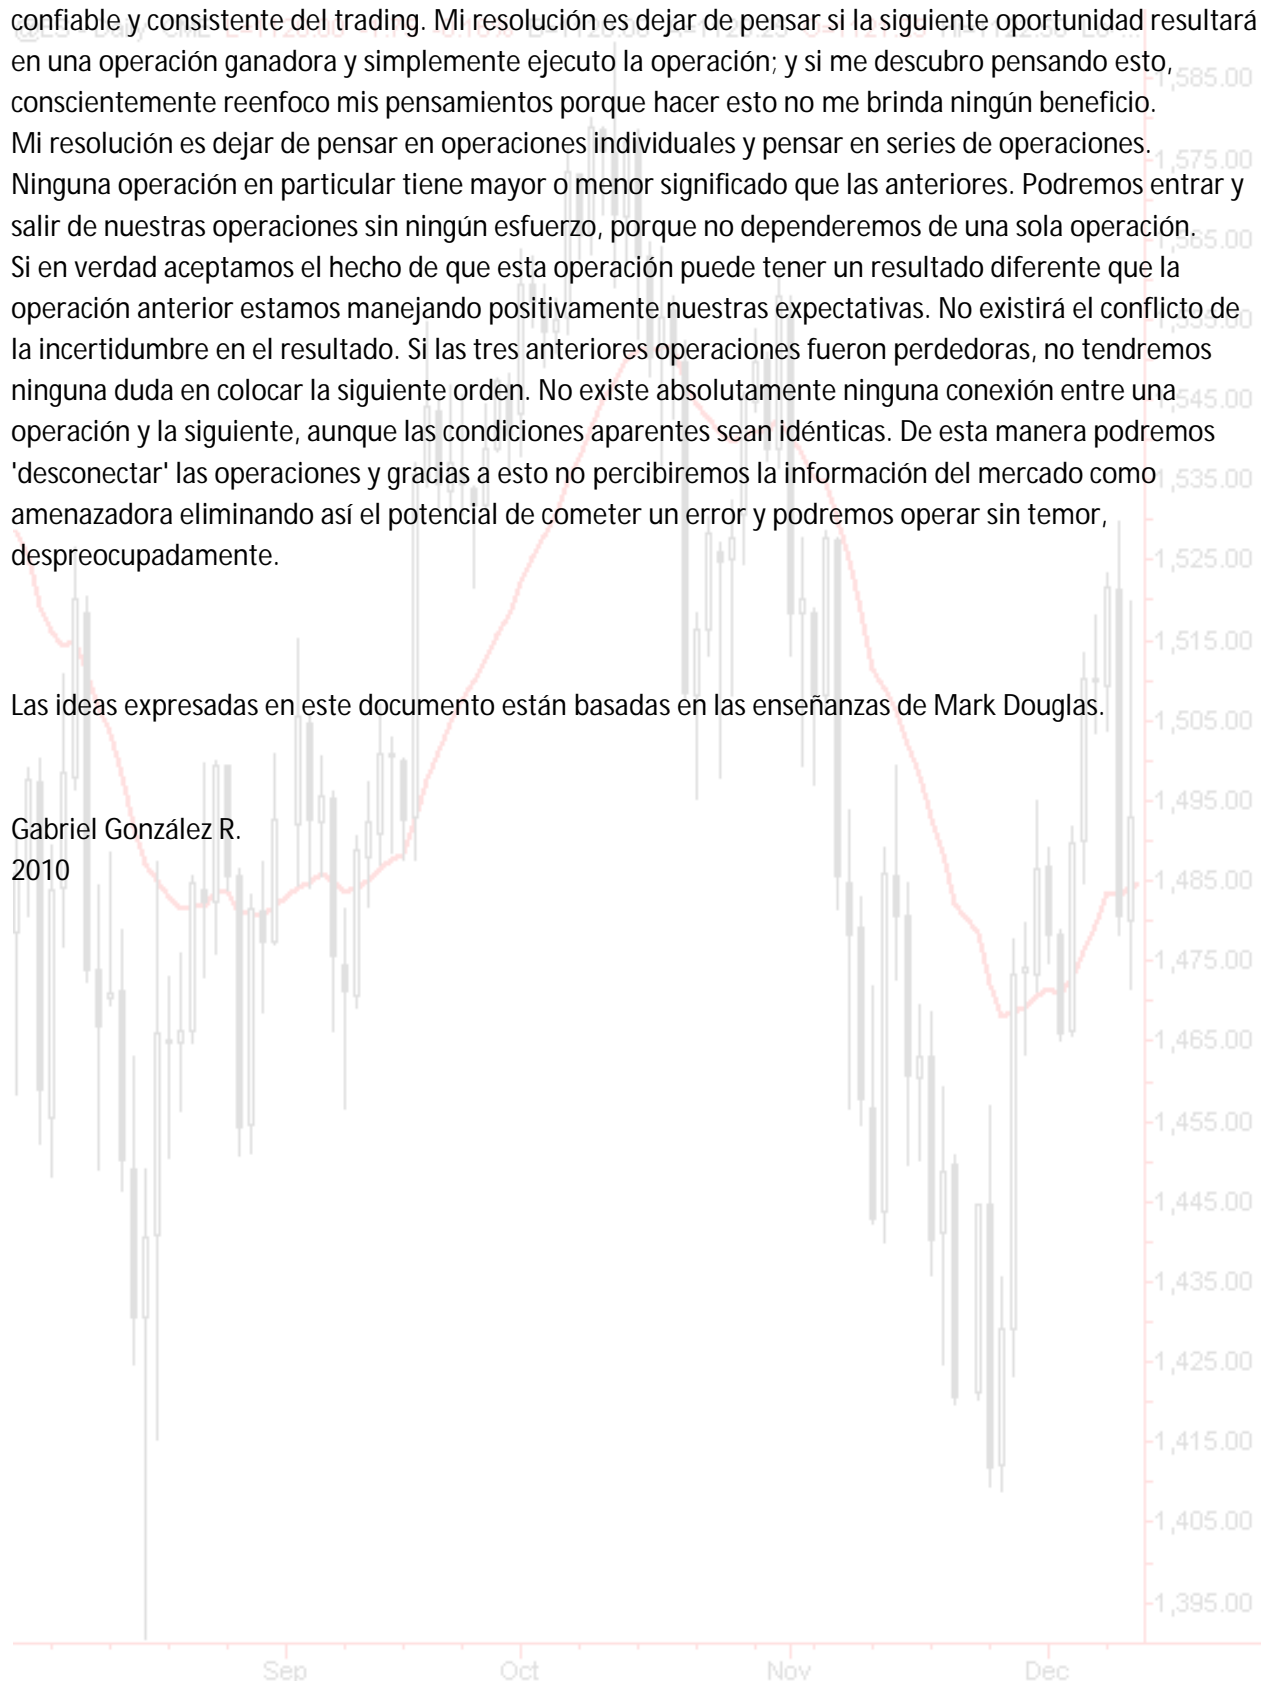 confiable y consistente del trading. Mi resolución es dejar de pensar si la siguiente oportunidad resultará
en una operación ganadora y simplemente ejecuto la operación; y si me descubro pensando esto,
conscientemente reenfoco mis pensamientos porque hacer esto no me brinda ningún beneficio.
Mi resolución es dejar de pensar en operaciones individuales y pensar en series de operaciones.
Ninguna operación en particular tiene mayor o menor significado que las anteriores. Podremos entrar y
salir de nuestras operaciones sin ningún esfuerzo, porque no dependeremos de una sola operación.
Si en verdad aceptamos el hecho de que esta operación puede tener un resultado diferente que la
operación anterior estamos manejando positivamente nuestras expectativas. No existirá el conflicto de
la incertidumbre en el resultado. Si las tres anteriores operaciones fueron perdedoras, no tendremos
ninguna duda en colocar la siguiente orden. No existe absolutamente ninguna conexión entre una
operación y la siguiente, aunque las condiciones aparentes sean idénticas. De esta manera podremos
'desconectar' las operaciones y gracias a esto no percibiremos la información del mercado como
amenazadora eliminando así el potencial de cometer un error y podremos operar sin temor,
despreocupadamente.
Las ideas expresadas en este documento están basadas en las enseñanzas de Mark Douglas.
Gabriel González R.
2010
1,585.00
1,575.00
1,565.00
1,545.00
1,535.00
1,525.00
1,515.00
1,505.00
1,495.00
1,485.00
1,475.00
1,465.00
1,455.00
1,445.00
1,435.00
1,425.00
1,415.00
1,405.00
1,395.00
Sep Oct Nov Dec